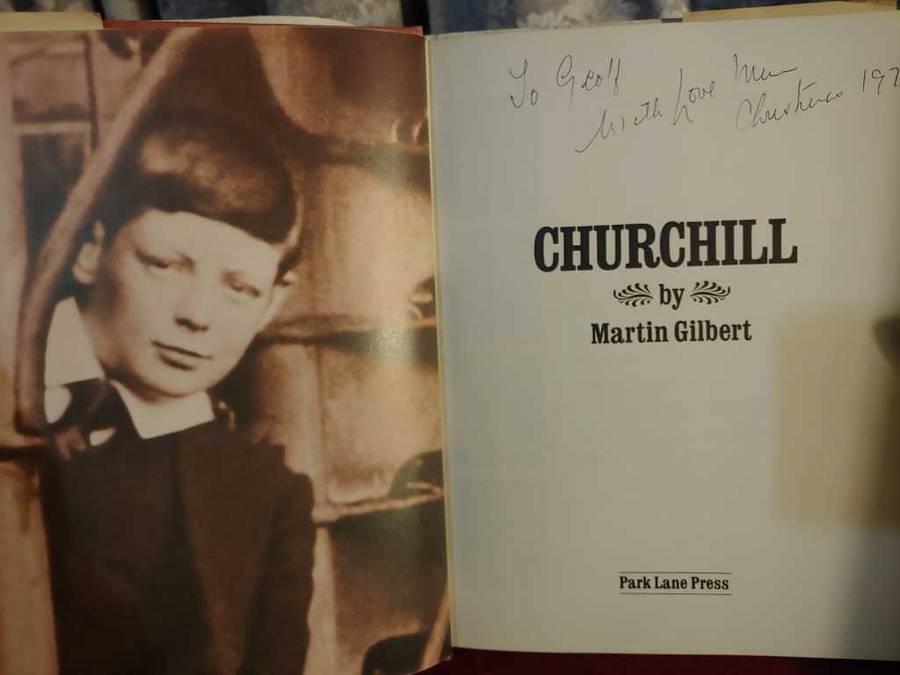 To Geoff
With Love Mum
Christmas 197
CHURCHILL
by
Martin Gilbert
Park Lane Press